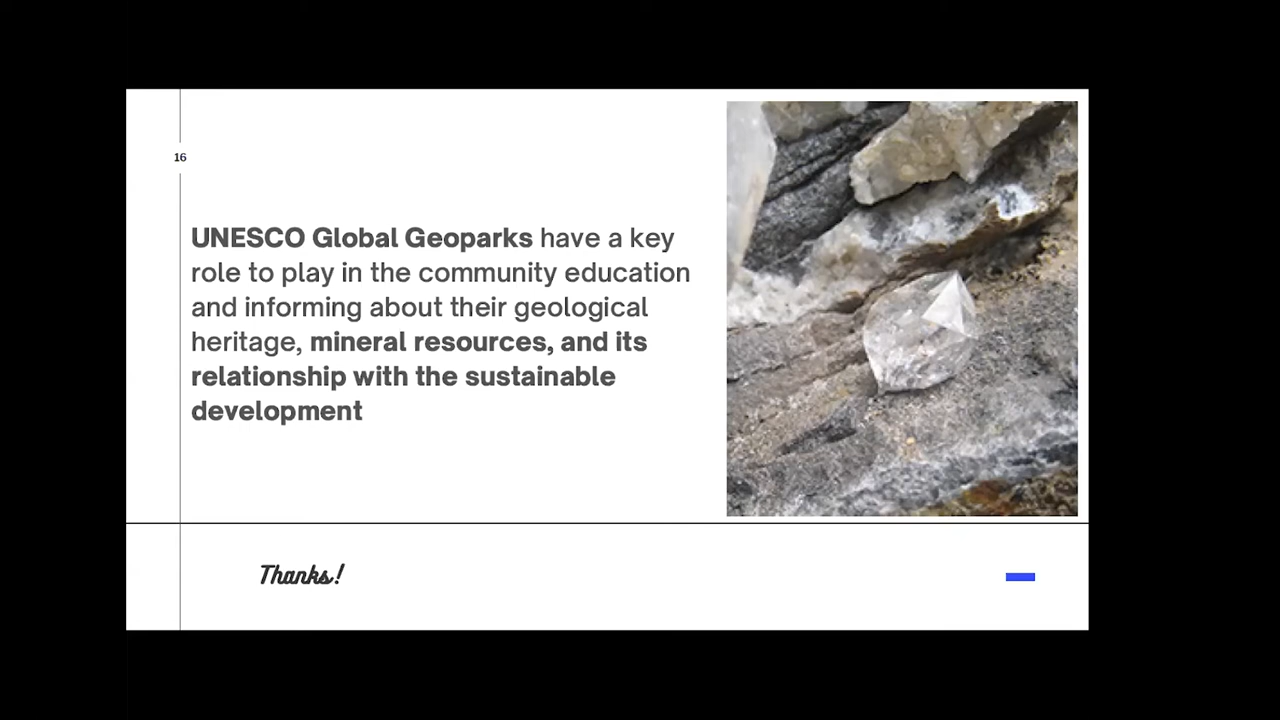 16
UNESCO Global Geoparks have a key
role to play in the community education
and informing about their geological
heritage, mineral resources, and its
relationship with the sustainable
development
Thanks!